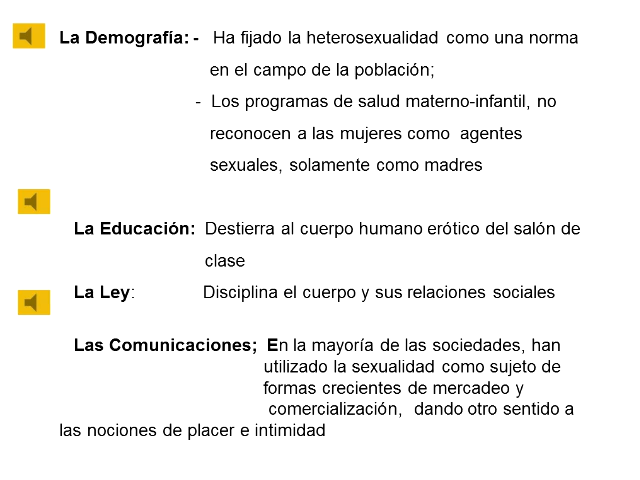 La Demografía: - Ha fijado la heterosexualidad como una norma
en el campo de la población;
- Los programas de salud materno-infantil, no
reconocen a las mujeres como agentes
sexuales, solamente como madres
La Educación: Destierra al cuerpo humano erótico del salón de
clase
La Ley: Disciplina el cuerpo y sus relaciones sociales
Las Comunicaciones; En la mayoría de las sociedades, han
utilizado la sexualidad como sujeto de
formas crecientes de mercadeo y
comercialización, dando otro sentido a
las nociones de placer e intimidad